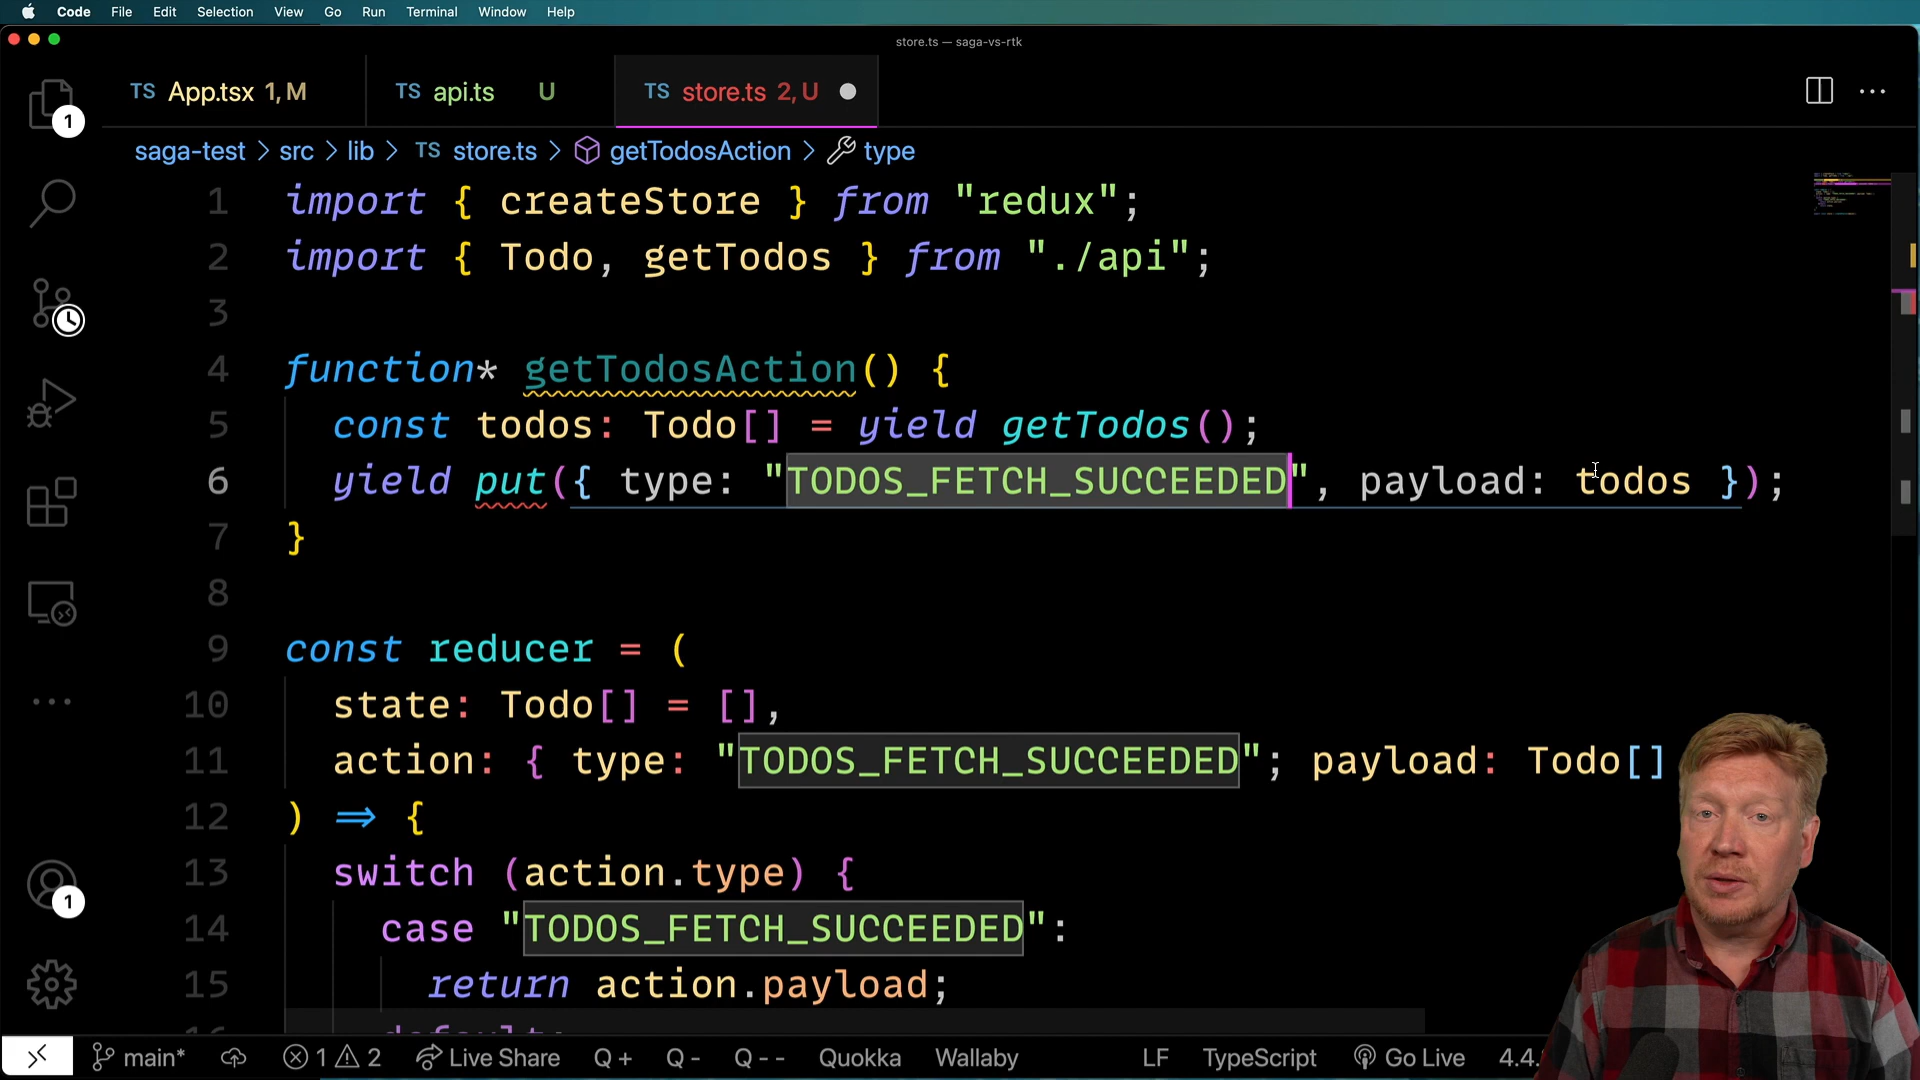 Code File Edit Selection View Go Run Terminal Window Help
store.ts — saga-vs-rtk
TS App.tsx 1, M
TS api.ts U
TS store.ts 2, U
saga-test > src > lib > TS store.ts > getTodosAction > type
1 import { createStore } from "redux";
2 import { Todo, getTodos } from "./api";
3
4 function* getTodosAction() {
5 const todos: Todo[] = yield getTodos();
6 yield put({ type: "TODOS_FETCH_SUCCEEDED", payload: todos });
7 }
8
9 const reducer = (
10 state: Todo[] = [],
11 action: { type: "TODOS_FETCH_SUCCEEDED"; payload: Todo[]
12 ) => {
13 switch (action.type) {
14 case "TODOS_FETCH_SUCCEEDED":
15 return action.payload;
1
1
main* 1 2 Live Share Q + Q - Q -- Quokka Wallaby LF TypeScript Go Live 4.4.